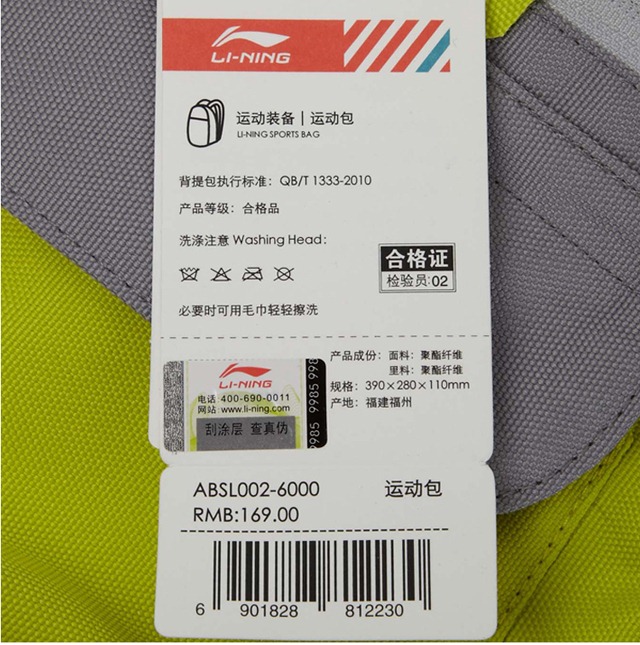 LI-NING
运动装备 | 运动包
LI-NING SPORTS BAG
背提包执行标准: QB/T 1333-2010
产品等级: 合格品
洗涤注意 Washing Head:
合格证
检验员:02
必要时可用毛巾轻轻擦洗
产品成份: 面料: 聚酯纤维
里料: 聚酯纤维
规格: 390×280×110mm
产地: 福建福州
LI-NING
电话:400-690-0011
网站:www.li-ning.com
刮涂层 查真伪
9985 9985
ABSL002-6000 运动包
RMB:169.00
6 901828 812230